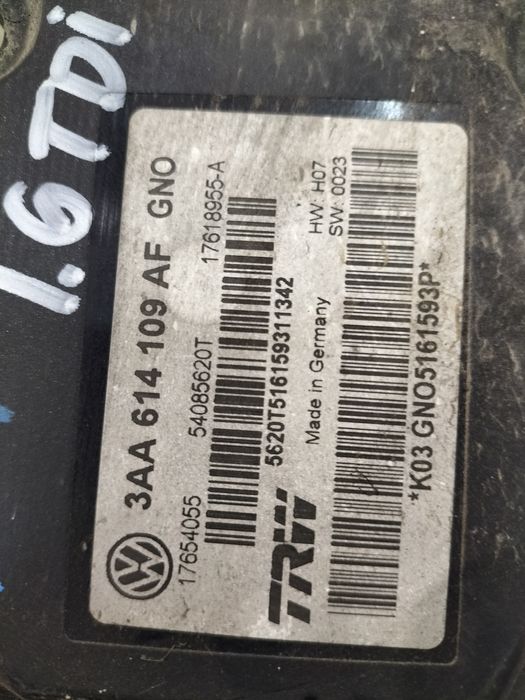 1.6 TDi
3AA 614 109 AF GNO
17654055 54085620T 17618955-A
5620T516159311342
TRW Made in Germany HW: H07
SW: 0023
*K03 GNO5161593P*